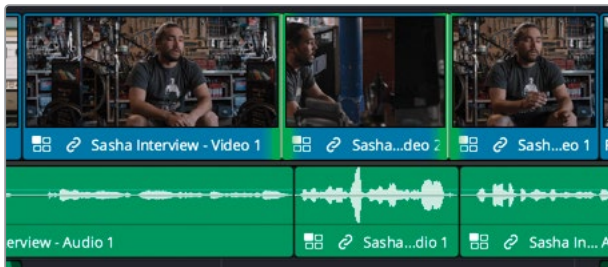 Sasha Interview - Video 1
Sasha...deo 2
Sash...eo 1
erview - Audio 1
Sasha...dio 1
Sasha In...